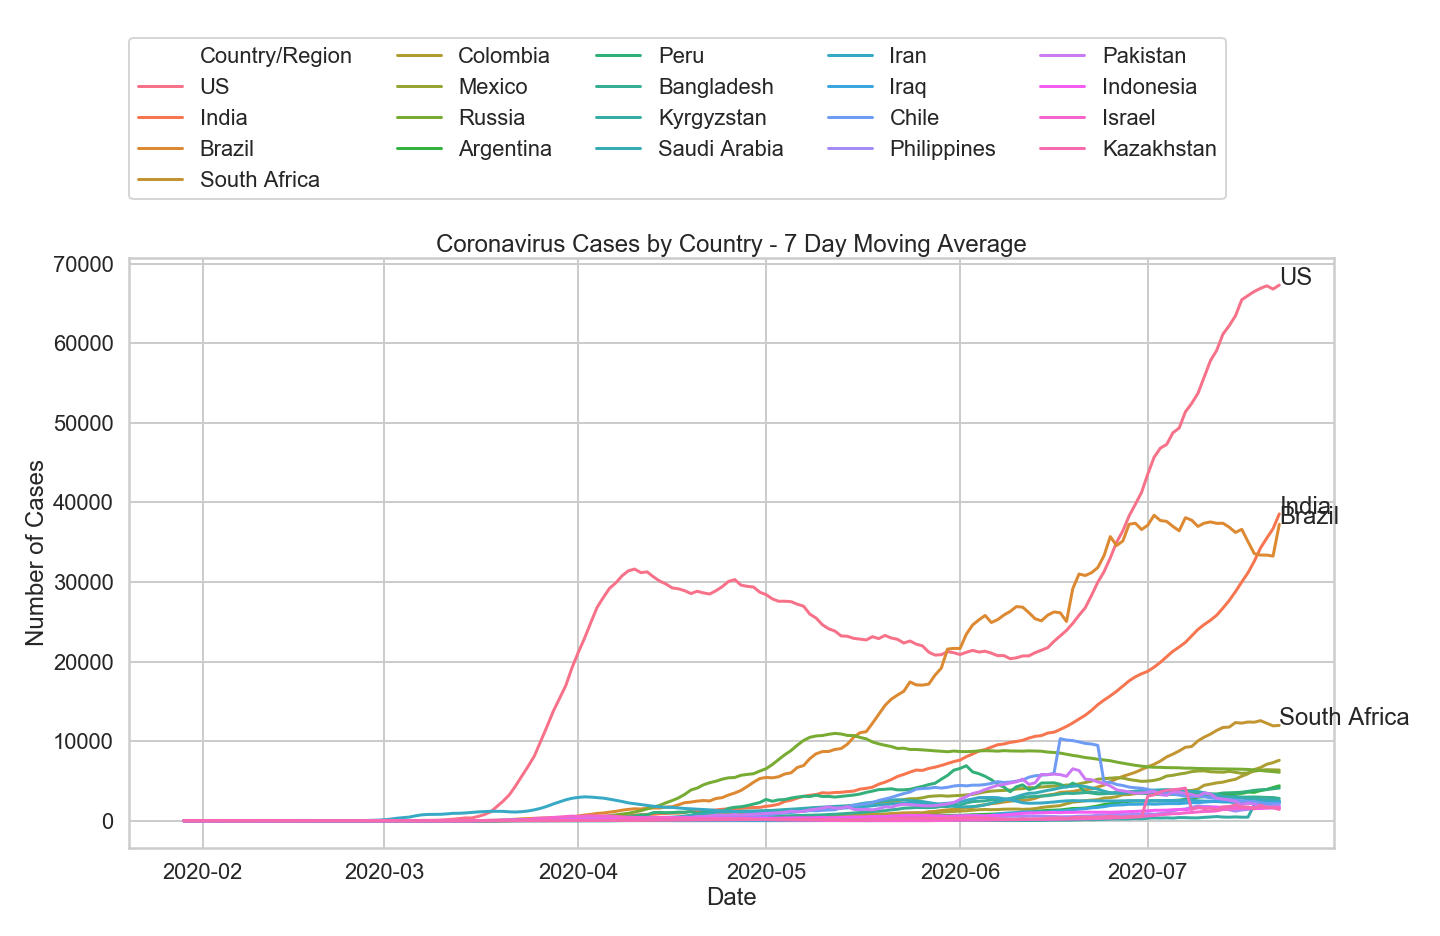 Country/Region
US
India
Brazil
South Africa
Colombia
Mexico
Russia
Argentina
Peru
Bangladesh
Kyrgyzstan
Saudi Arabia
Iran
Iraq
Chile
Philippines
Pakistan
Indonesia
Israel
Kazakhstan
Coronavirus Cases by Country - 7 Day Moving Average
70000
60000
50000
40000
30000
20000
10000
0
Number of Cases
US
India
Brazil
South Africa
2020-02 2020-03 2020-04 2020-05 2020-06 2020-07
Date